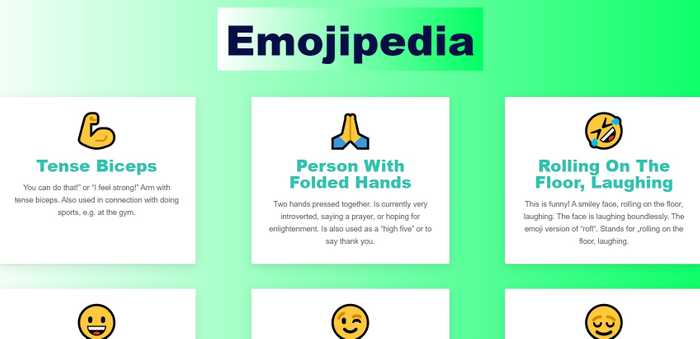 Emojipedia
Tense Biceps
You can do that!” or “I feel strong!” Arm with
tense biceps. Also used in connection with doing
sports, e.g. at the gym.
Person With
Folded Hands
Two hands pressed together. Is currently very
introverted, saying a prayer, or hoping for
enlightenment. Is also used as a “high five” or to
say thank you.
Rolling On The
Floor, Laughing
This is funny! A smiley face, rolling on the floor,
laughing. The face is laughing boundlessly. The
emoji version of “rofl“. Stands for „rolling on the
floor, laughing.